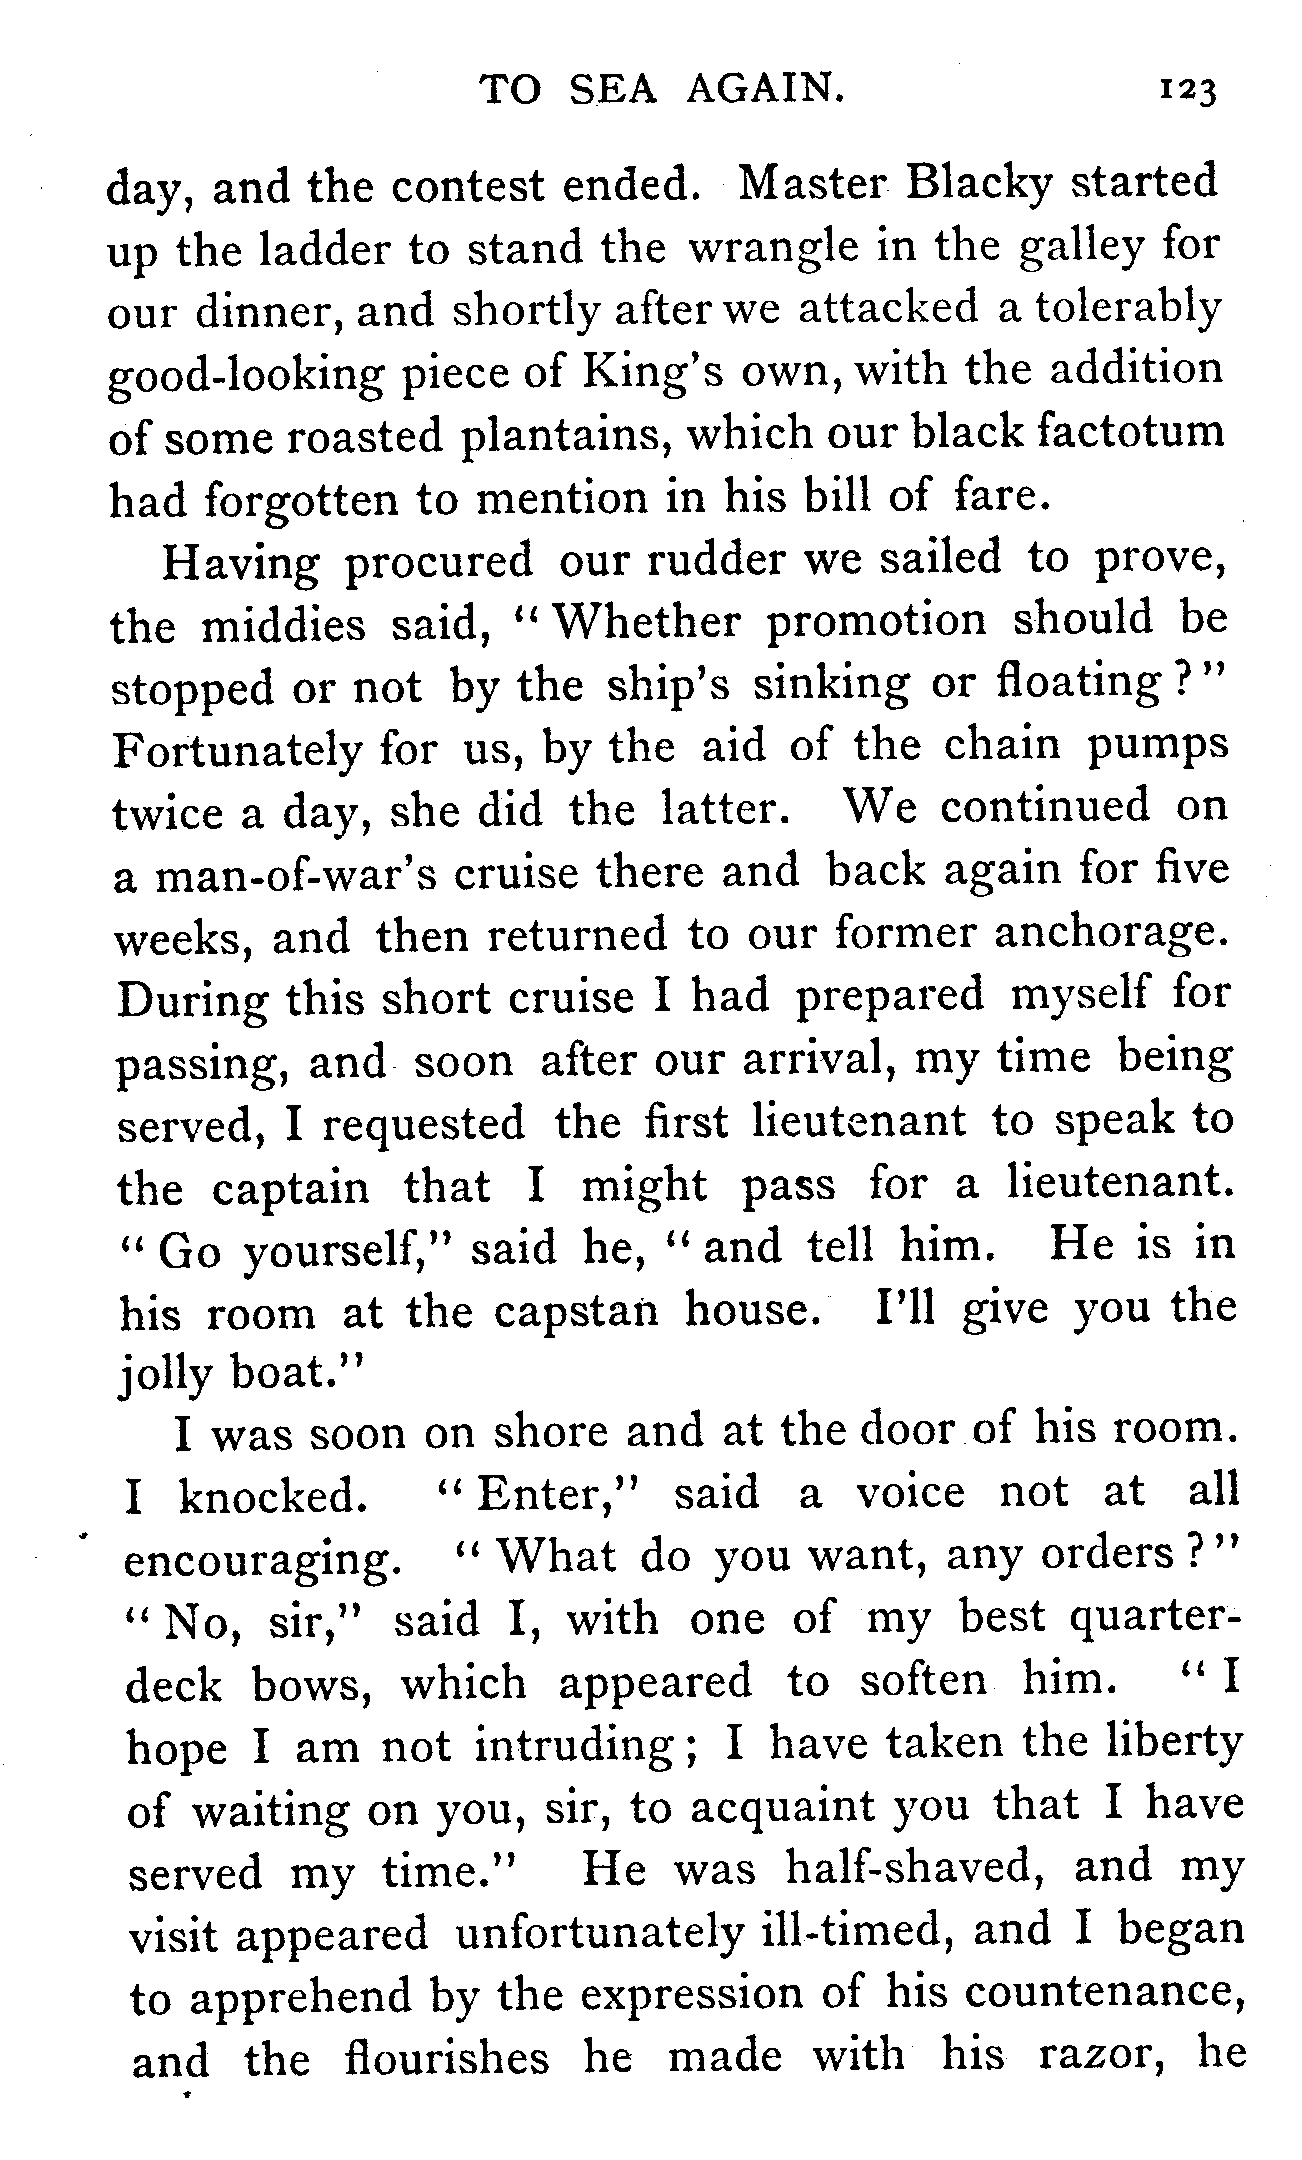 TO SEA AGAIN. 123
day, and the contest ended. Master Blacky started
up the ladder to stand the wrangle in the galley for
our dinner, and shortly after we attacked a tolerably
good-looking piece of King's own, with the addition
of some roasted plantains, which our black factotum
had forgotten to mention in his bill of fare.
Having procured our rudder we sailed to prove,
the middies said, "Whether promotion should be
stopped or not by the ship's sinking or floating?"
Fortunately for us, by the aid of the chain pumps
twice a day, she did the latter. We continued on
a man-of-war's cruise there and back again for five
weeks, and then returned to our former anchorage.
During this short cruise I had prepared myself for
passing, and soon after our arrival, my time being
served, I requested the first lieutenant to speak to
the captain that I might pass for a lieutenant.
"Go yourself," said he, "and tell him. He is in
his room at the capstan house. I'll give you the
jolly boat."
I was soon on shore and at the door of his room.
I knocked. "Enter," said a voice not at all
encouraging. "What do you want, any orders?"
"No, sir," said I, with one of my best quarter-
deck bows, which appeared to soften him. "I
hope I am not intruding; I have taken the liberty
of waiting on you, sir, to acquaint you that I have
served my time." He was half-shaved, and my
visit appeared unfortunately ill-timed, and I began
to apprehend by the expression of his countenance,
and the flourishes he made with his razor, he